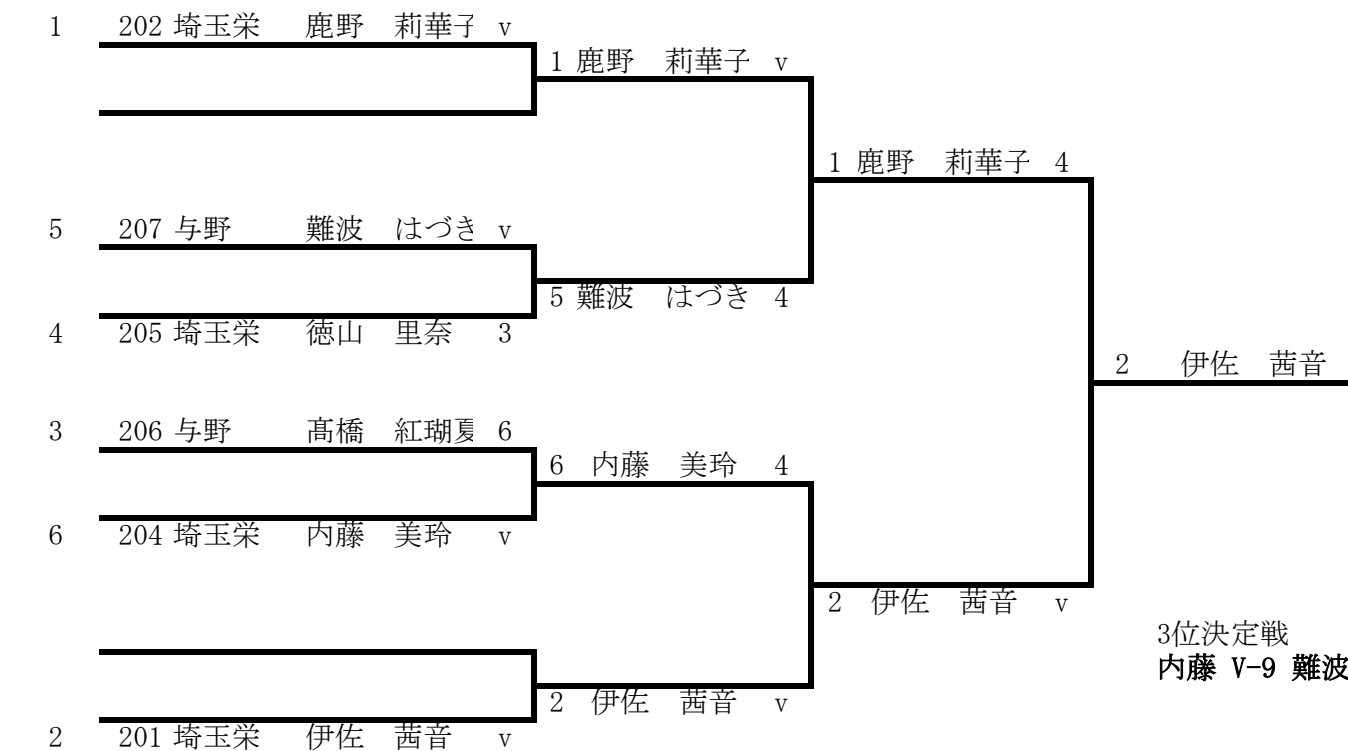 1 202 埼玉栄 鹿野 莉華子 v
1 鹿野 莉華子 v
1 鹿野 莉華子 4
5 207 与野 難波 はづき v
5 難波 はづき 4
4 205 埼玉栄 徳山 里奈 3
2 伊佐 茜音
3 206 与野 髙橋 紅瑚夏 6
6 内藤 美玲 4
6 204 埼玉栄 内藤 美玲 v
2 伊佐 茜音 v
3位決定戦
内藤 V-9 難波
2 伊佐 茜音 v
2 201 埼玉栄 伊佐 茜音 v